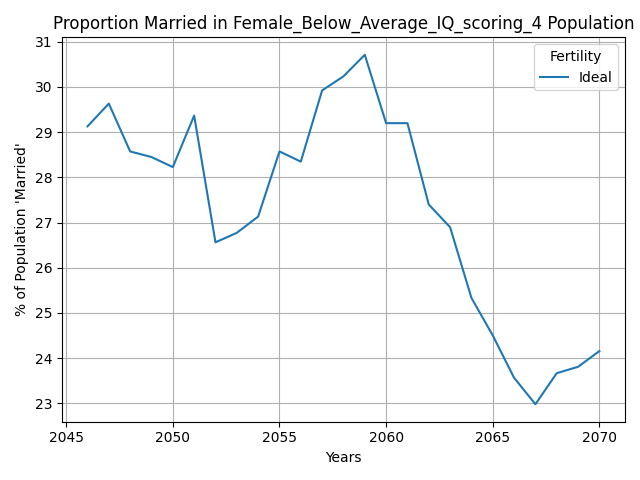 Proportion Married in Female_Below_Average_IQ_scoring_4 Population
Fertility
Ideal
% of Population 'Married'
31
30
29
28
27
26
25
24
23
2045 2050 2055 2060 2065 2070
Years